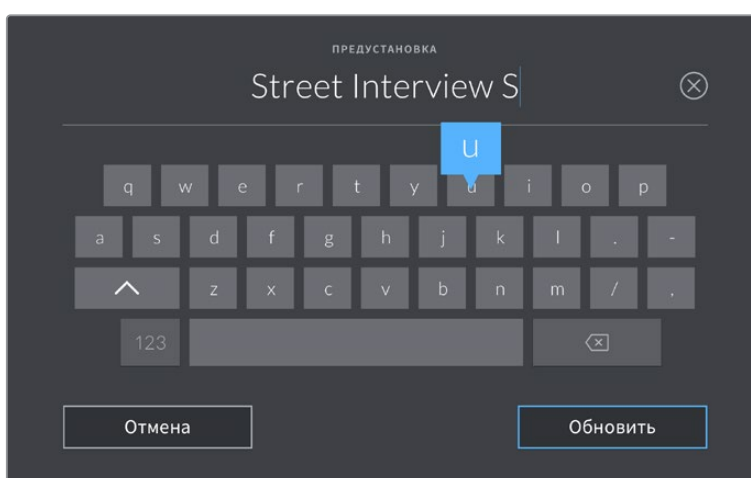 ПРЕДУСТАНОВКА
Street Interview S
u
q w e r t y u i o p
a s d f g h j k l . -
z x c v b n m / ,
123
Отмена Обновить